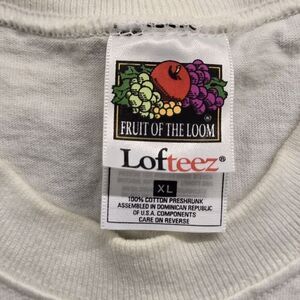 FRUIT OF THE LOOM
®
Lofteez®
XL
100% COTTON PRESHRUNK
ASSEMBLED IN DOMINICAN REPUBLIC
OF U.S.A. COMPONENTS
CARE ON REVERSE